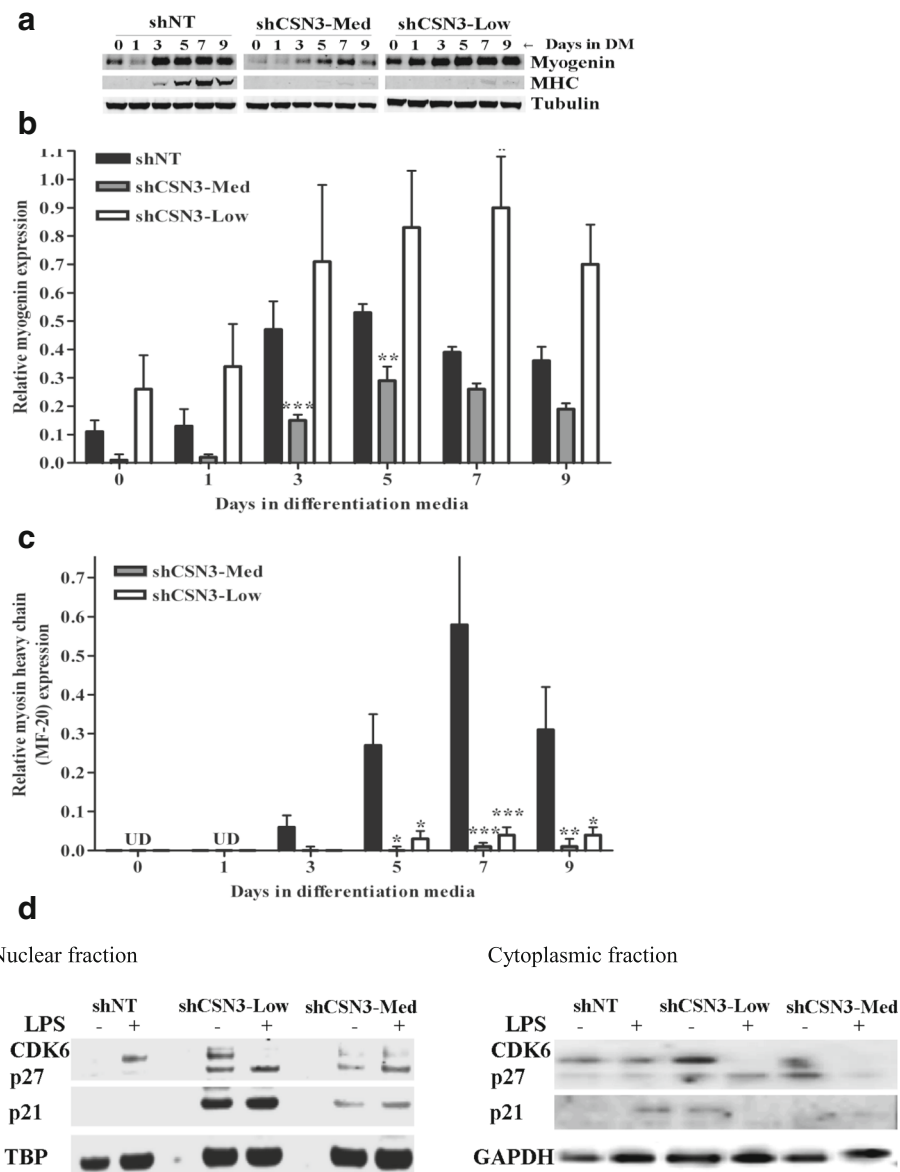 a
shNT shCSN3-Med shCSN3-Low
0 1 3 5 7 9 0 1 3 5 7 9 0 1 3 5 7 9 ← Days in DM
Myogenin
MHC
Tubulin
b
Relative myogenin expression
1.1
1.0
0.9
0.8
0.7
0.6
0.5
0.4
0.3
0.2
0.1
0.0
shNT
shCSN3-Med
shCSN3-Low
***
**
0 1 3 5 7 9
Days in differentiation media
c
Relative myosin heavy chain
(MF-20) expression
0.7
0.6
0.5
0.4
0.3
0.2
0.1
0.0
shCSN3-Med
shCSN3-Low
UD UD
* * *** *** ** *
0 1 3 5 7 9
Days in differentiation media
d
Nuclear fraction
shNT shCSN3-Low shCSN3-Med
LPS - + - + - +
CDK6
p27
p21
TBP
Cytoplasmic fraction
shNT shCSN3-Low shCSN3-Med
LPS - + - + - +
CDK6
p27
p21
GAPDH